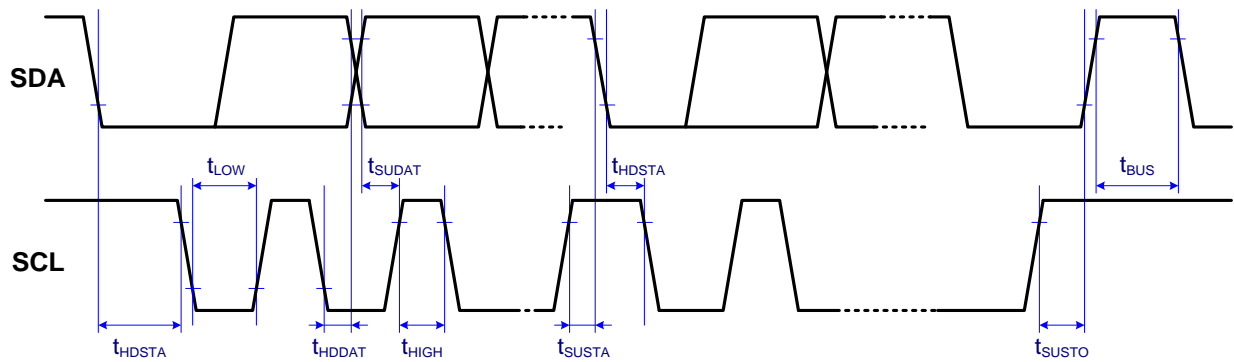 SDA
tLOW
tSUDAT
tHDSTA
tBUS
SCL
tHDSTA
tHDDAT
tHIGH
tSUSTA
tSUSTO